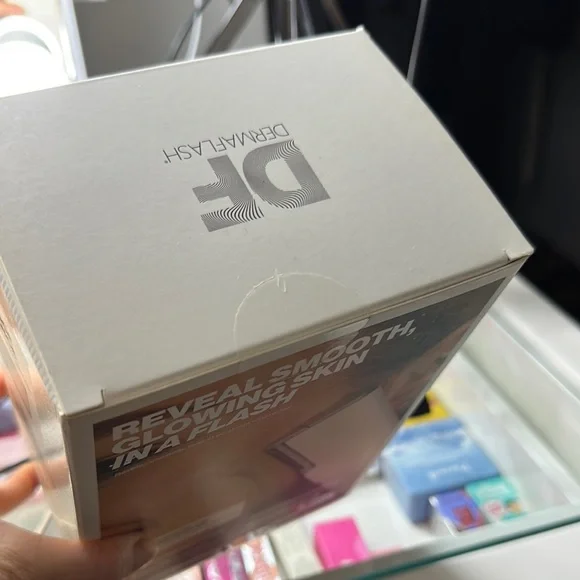 DF
DERMAFLASH®
REVEAL SMOOTH,
GLOWING SKIN
IN A FLASH